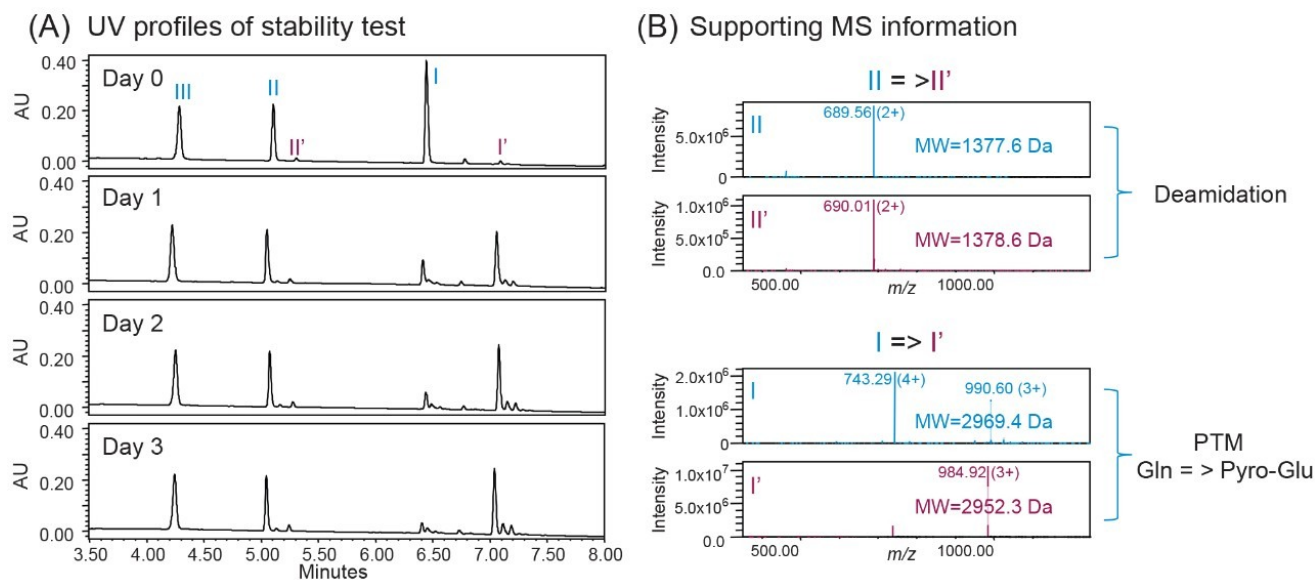 (A) UV profiles of stability test
0.40
AU
0.20
0.00
Day 0
III
II
II'
I
I'
0.40
AU
0.20
0.00
Day 1
0.40
AU
0.20
0.00
Day 2
0.40
AU
0.20
0.00
Day 3
3.50 4.00 4.50 5.00 5.50 6.00 6.50 7.00 7.50 8.00
Minutes
(B) Supporting MS information
II = >II'
Intensity
5.0x10⁶
0
II
689.56 (2+)
MW=1377.6 Da
Intensity
1.0x10⁶
5.0x10⁵
0.0
II'
690.01 (2+)
MW=1378.6 Da
500.00 m/z 1000.00
Deamidation
I => I'
Intensity
2.0x10⁶
1.0x10⁶
0.0
I
743.29 (4+)
990.60 (3+)
MW=2969.4 Da
Intensity
1.0x10⁷
5.0x10⁶
0.0
I'
984.92 (3+)
MW=2952.3 Da
500.00 m/z 1000.00
PTM
Gln = > Pyro-Glu